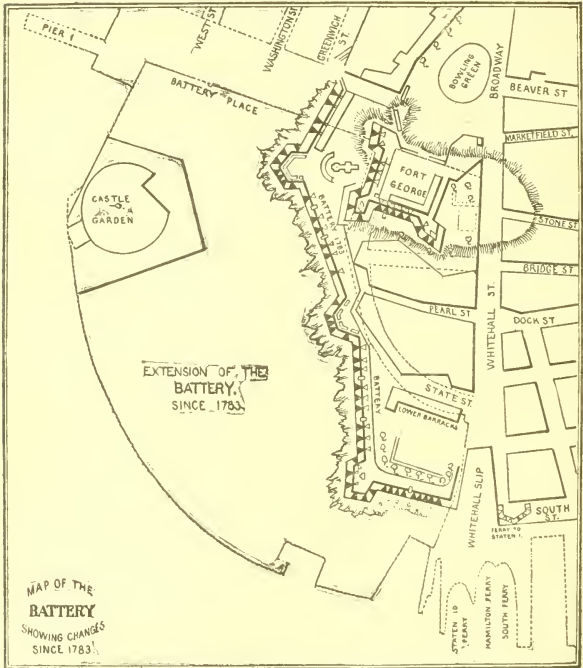 PIER 1
WEST ST
WASHINGTON ST
GREENWICH
ST.
BATTERY PLACE
BOWLING
GREEN
BROADWAY
BEAVER ST
MARKETFIELD ST.
CASTLE
GARDEN
FORT
GEORGE
BATTERY 1783
STONE ST
BRIDGE ST
PEARL ST
WHITEHALL ST.
DOCK ST
EXTENSION OF THE
BATTERY.
SINCE 1783
BATTERY
STATE ST.
LOWER BARRACKS
WHITEHALL SLIP
SOUTH
ST.
FERRY TO
STATEN I.
STATEN ID
FERRY
HAMILTON FERRY
SOUTH FERRY
MAP OF THE
BATTERY
SHOWING CHANGES
SINCE 1783